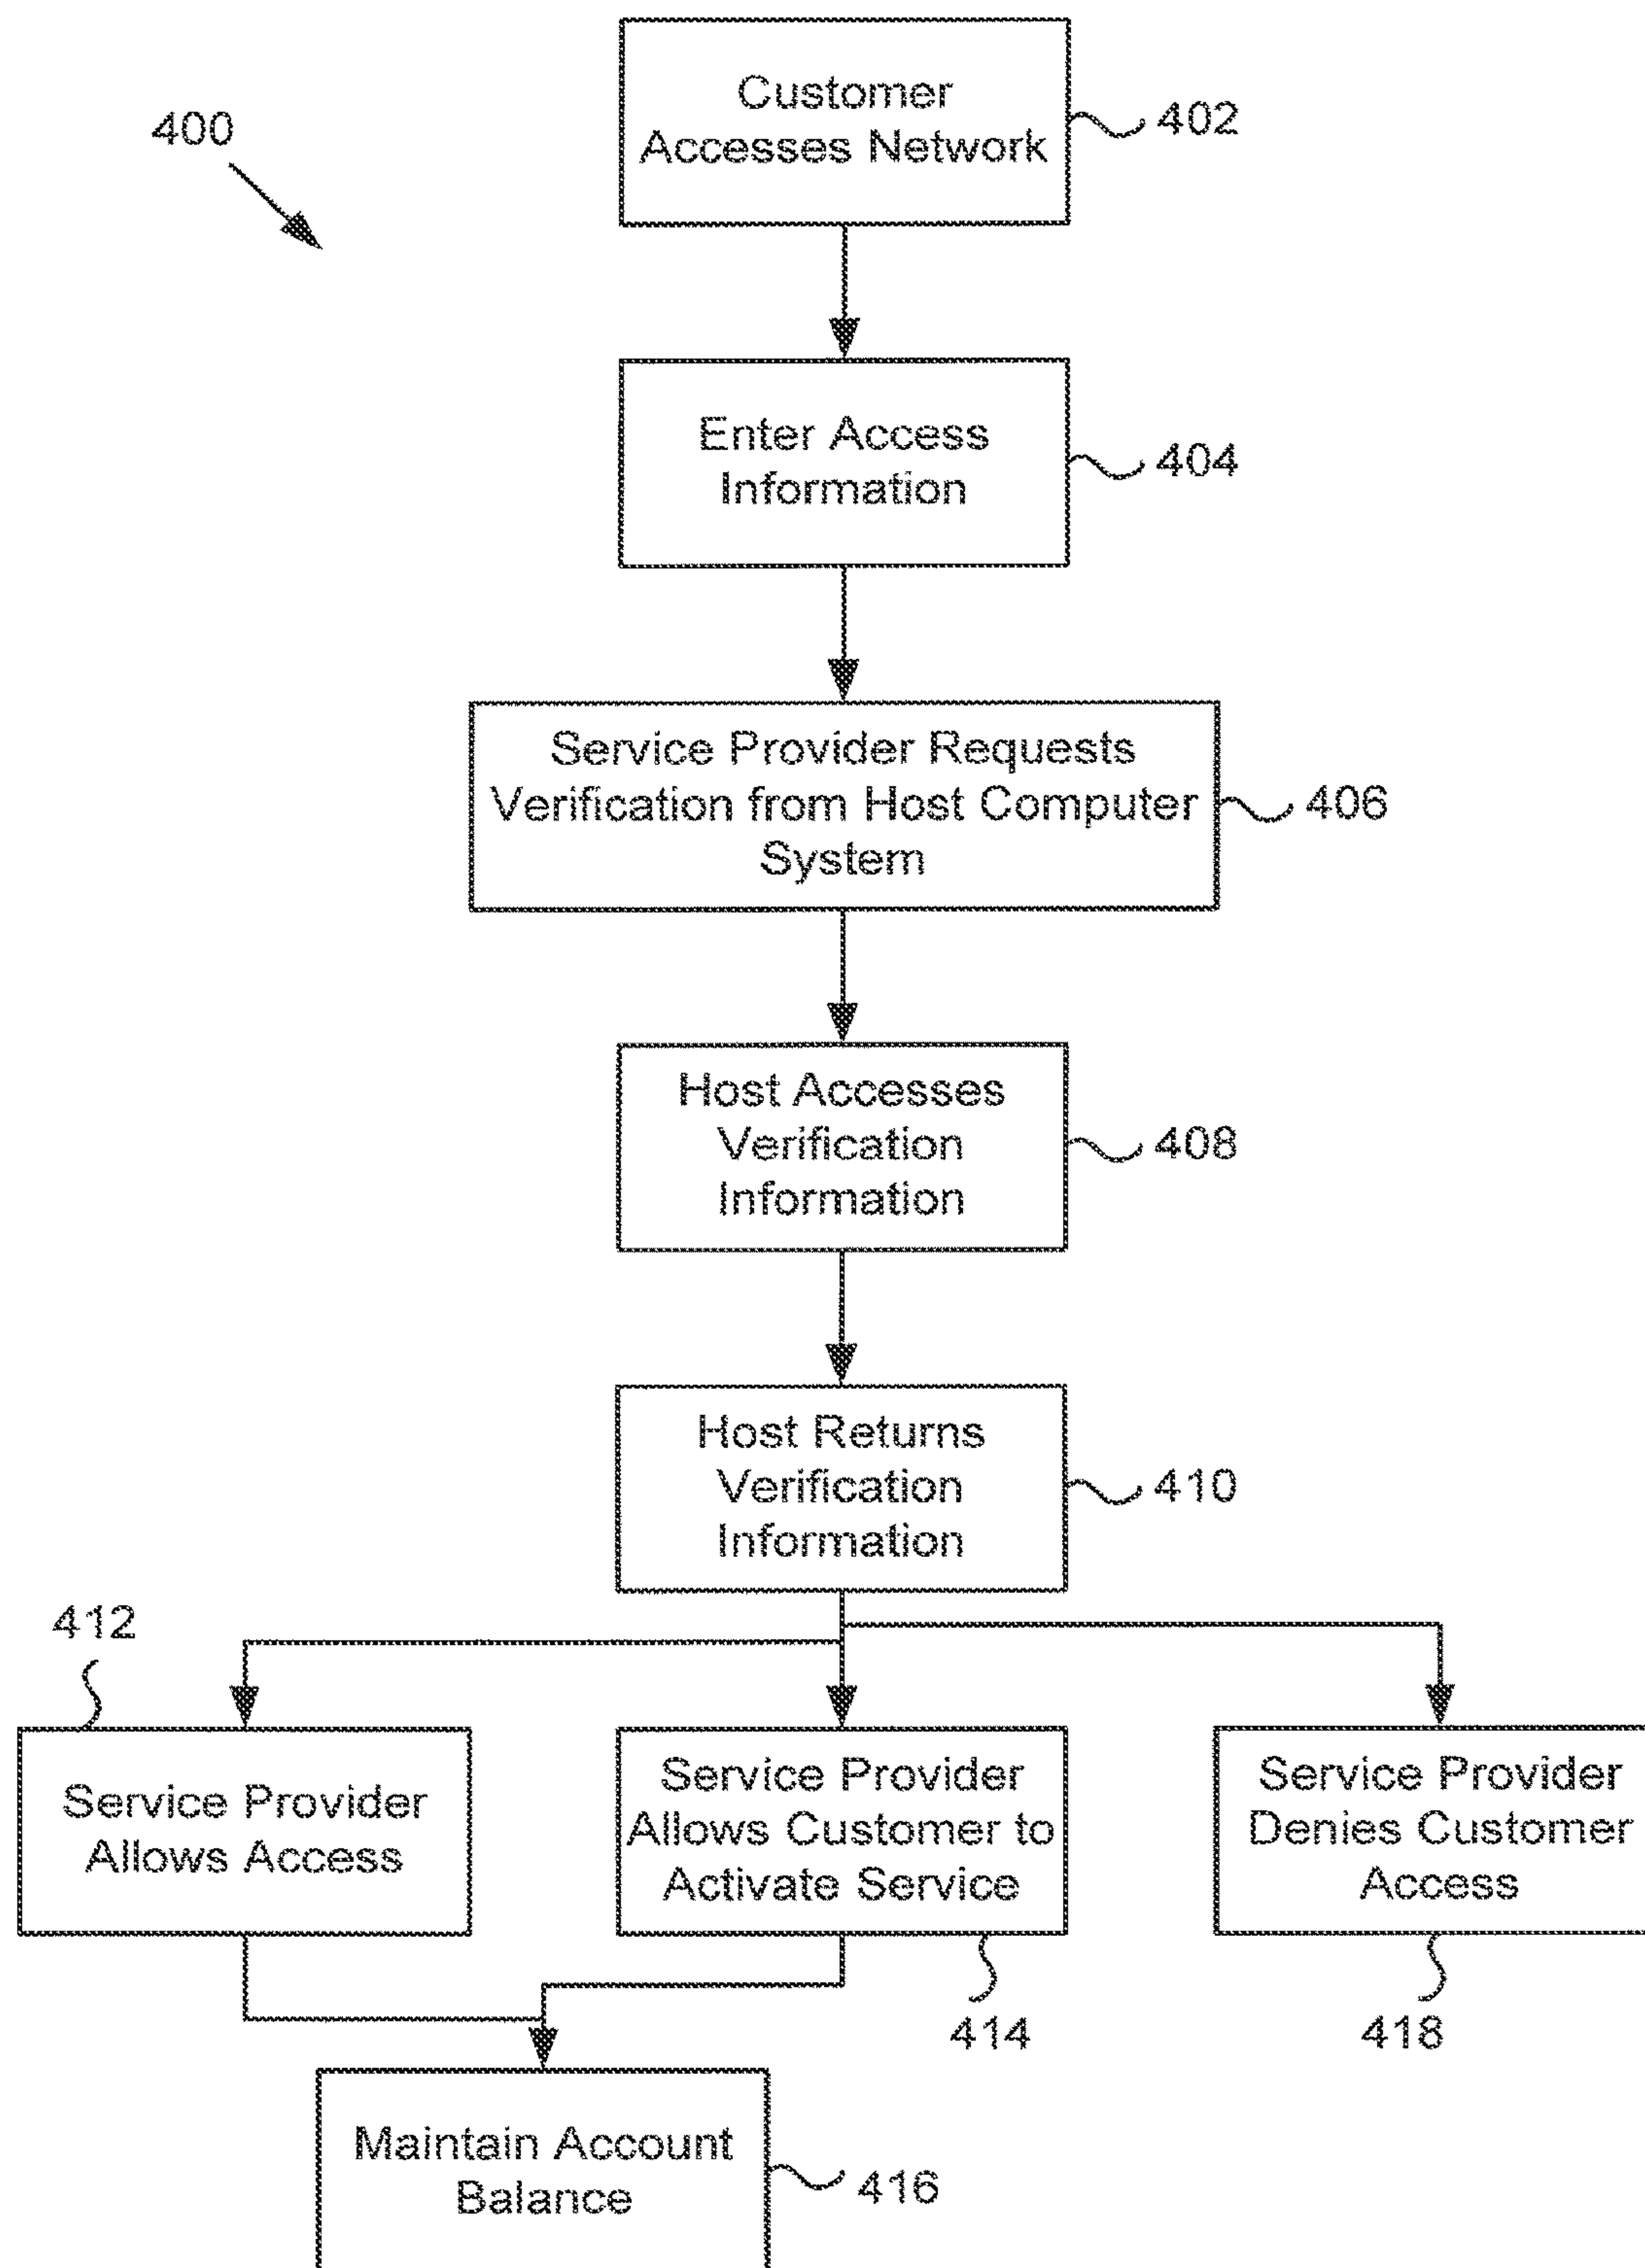 400
Customer
Accesses Network
402
Enter Access
Information
404
Service Provider Requests
Verification from Host Computer
System
406
Host Accesses
Verification
Information
408
Host Returns
Verification
Information
410
412
Service Provider
Allows Access
Service Provider
Allows Customer to
Activate Service
Service Provider
Denies Customer
Access
414
418
Maintain Account
Balance
416